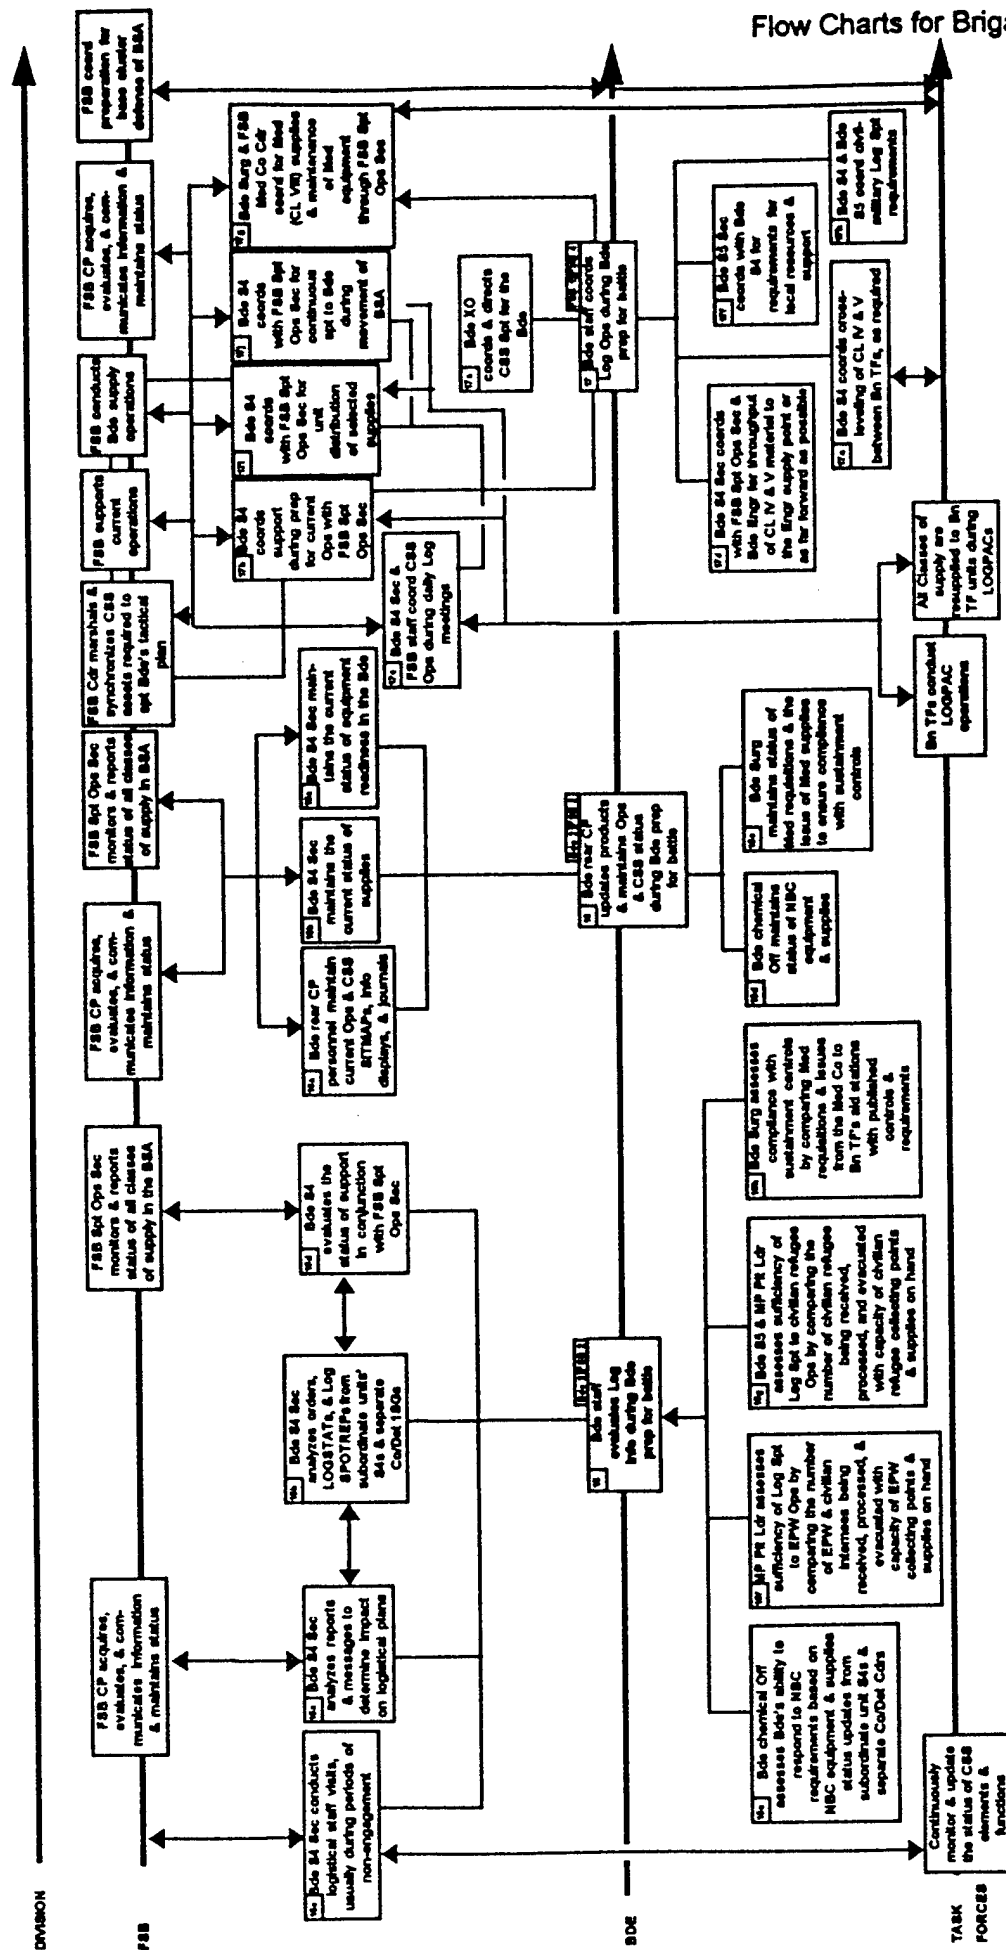 Flow Charts for Briga
DIVISION
FSB
BDE
TASK
FORCES
FSB CP acquires,
evaluates, & com-
municates information
& maintains status
FSB Spt Ops Sec
monitors & reports
status of all classes
of supply in the BSA
FSB CP acquires,
evaluates, & com-
municates information &
maintains status
FSB Spt Ops Sec
monitors & reports
status of all classes
of supply in BSA
FSB Cdr marshals &
synchronizes CSS
assets required to
spt Bde's tactical
plan
FSB supports
current
operations
FSB conducts
Bde supply
operations
FSB CP acquires,
evaluates, & com-
municates information &
maintains status
FSB coord
preparation for
base cluster
defense of BSA
Bde S4 Sec conducts
logistical staff visits,
usually during periods of
non-engagement
Bde S4 Sec
analyzes reports
& messages to
determine impact
on logistical plans
Bde S4 Sec
analyzes orders,
LOGSTATs, & Log
SPOTREPs from
subordinate units'
S4s & separate
Co/Det 1SGs
Bde S4
evaluates the
status of support
in conjunction
with FSB Spt
Ops Sec
Bde rear CP
personnel maintain
current Ops & CSS
SITMAPs, info
displays, & journals
Bde S4 Sec
maintains the
current status of
supplies
Bde S4 Sec main-
tains the current
status of equipment
readiness in the Bde
17g Bde S4 Sec &
FSB staff coord CSS
Ops during daily Log
meetings
17h Bde S4
coords
support
during prep
for current
Ops with
FSB Spt
Ops Sec
17i Bde S4
coords
with FSB Spt
Ops Sec for
unit
distribution
of selected
supplies
17j Bde S4
coords
with FSB Spt
Ops Sec for
continuous
spt to Bde
during
movement of
BSA
Bde Surg & FSB
Med Co Cdr
coord for Med
(CL VIII) supplies
& maintenance
of Med
equipment
through FSB Spt
Ops Sec
17a Bde XO
coords & directs
CSS Spt for the
Bde
Bde staff
evaluates Log
info during Bde
prep for battle
Bde rear CP
updates products
& maintains Ops
& CSS status
during Bde prep
for battle
17 Bde staff coords
Log Ops during Bde
prep for battle
Bde chemical Off
assesses Bde's ability to
respond to NBC
requirements based on
NBC equipment & supplies
status updates from
subordinate unit S4s &
separate Co/Det Cdrs
MP Plt Ldr assesses
sufficiency of Log Spt
to EPW Ops by
comparing the number
of EPW & civilian
internees being
received, processed, &
evacuated with
capacity of EPW
collecting points &
supplies on hand
Bde S5 & MP Plt Ldr
assesses sufficiency of
Log Spt to civilian refugee
Ops by comparing the
number of civilian refugees
being received,
processed, and evacuated
with capacity of civilian
refugee collecting points
& supplies on hand
Bde Surg assesses
compliance with
sustainment controls
by comparing Med
requisitions & issues
from the Med Co to
Bn TF's aid stations
with published
controls &
requirements
Bde chemical
Off maintains
status of NBC
equipment
& supplies
Bde Surg
maintains status of
Med requisitions & the
issue of Med supplies
to ensure compliance
with sustainment
controls
17d Bde S4 Sec coords
with FSB Spt Ops Sec &
Bde Engr for throughput
of CL IV & V material to
the Engr supply point or
as far forward as possible
17e Bde S4 coords cross-
leveling of CL IV & V
between Bn TFs, as required
17f Bde S5 Sec
coords with Bde
S4 for
requirements for
local resources &
support
Bde S4 & Bde
S5 coord civil-
military Log Spt
requirements
Continuously
monitor & update
the status of CSS
elements &
functions
Bn TFs conduct
LOGPAC
operations
All Classes of
supply are
resupplied to Bn
TF units during
LOGPACs